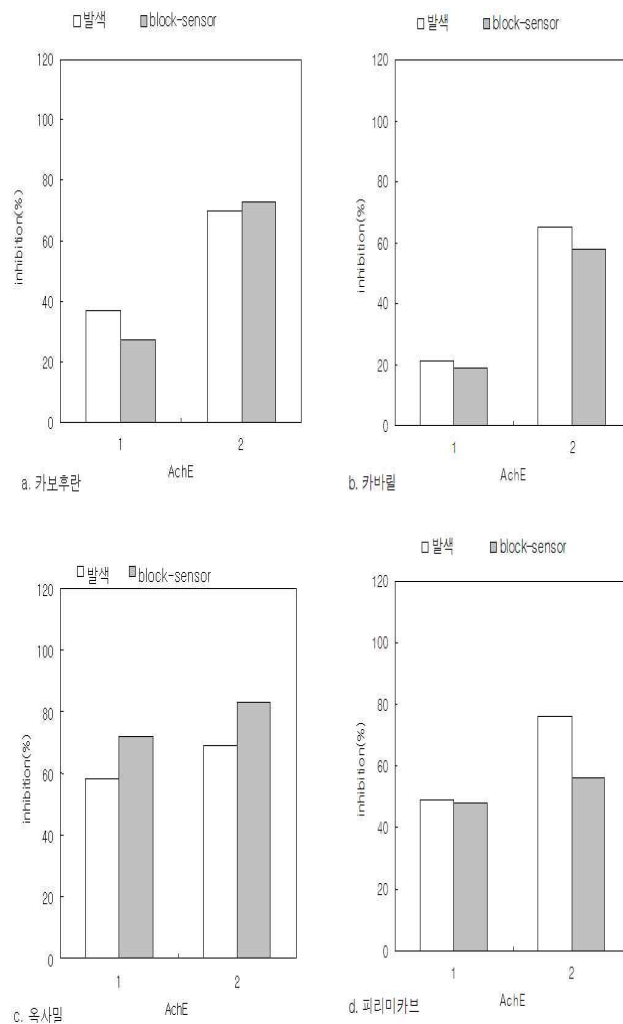 발색 block-sensor
120
100
80
60
40
20
0
inhibition(%)
1 2
AchE
a. 카보후란
발색 block-sensor
120
100
80
60
40
20
0
inhibition(%)
1 2
AchE
b. 카바릴
발색 block-sensor
120
100
80
60
40
20
0
inhibition(%)
1 2
AchE
c. 옥사밀
발색 block-sensor
120
100
80
60
40
20
0
inhibition(%)
1 2
AchE
d. 피리미카브